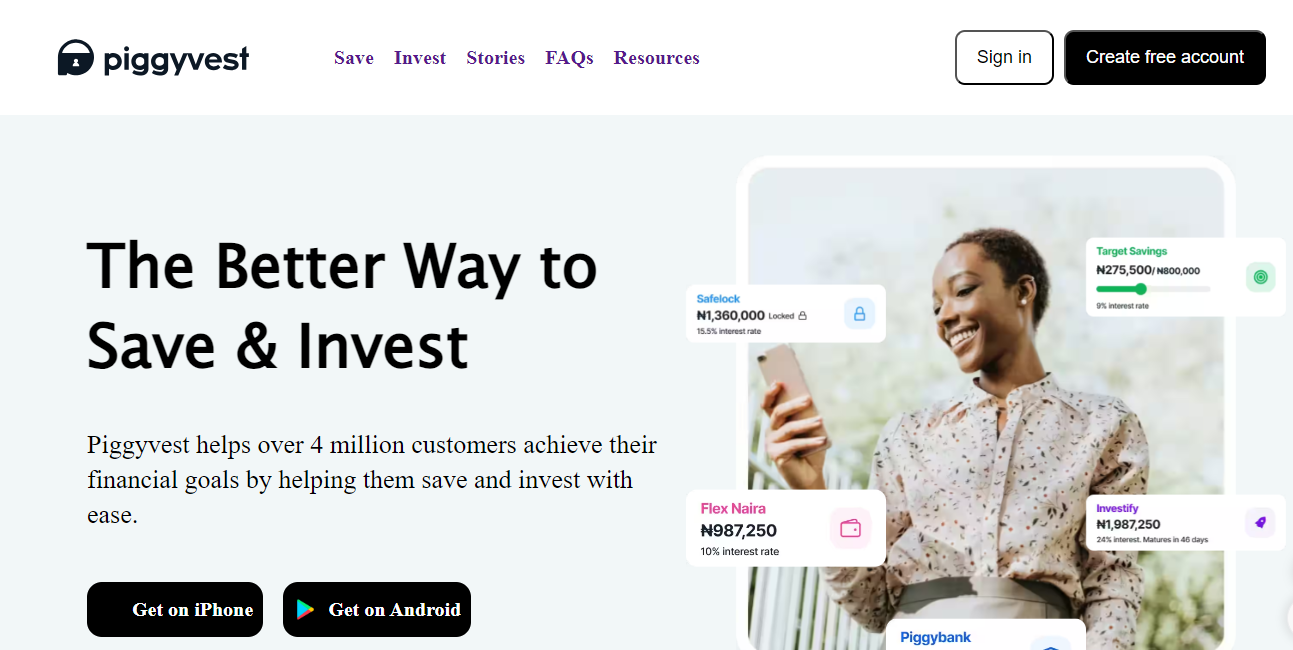 piggyvest
Save Invest Stories FAQs Resources
Sign in
Create free account
The Better Way to
Save & Invest
Piggyvest helps over 4 million customers achieve their
financial goals by helping them save and invest with
ease.
Get on iPhone
Get on Android
Safelock
₦1,360,000 Locked
15.5% interest rate
Target Savings
₦275,500/ ₦800,000
9% interest rate
Flex Naira
₦987,250
10% interest rate
Investify
₦1,987,250
24% interest. Matures in 46 days
Piggybank